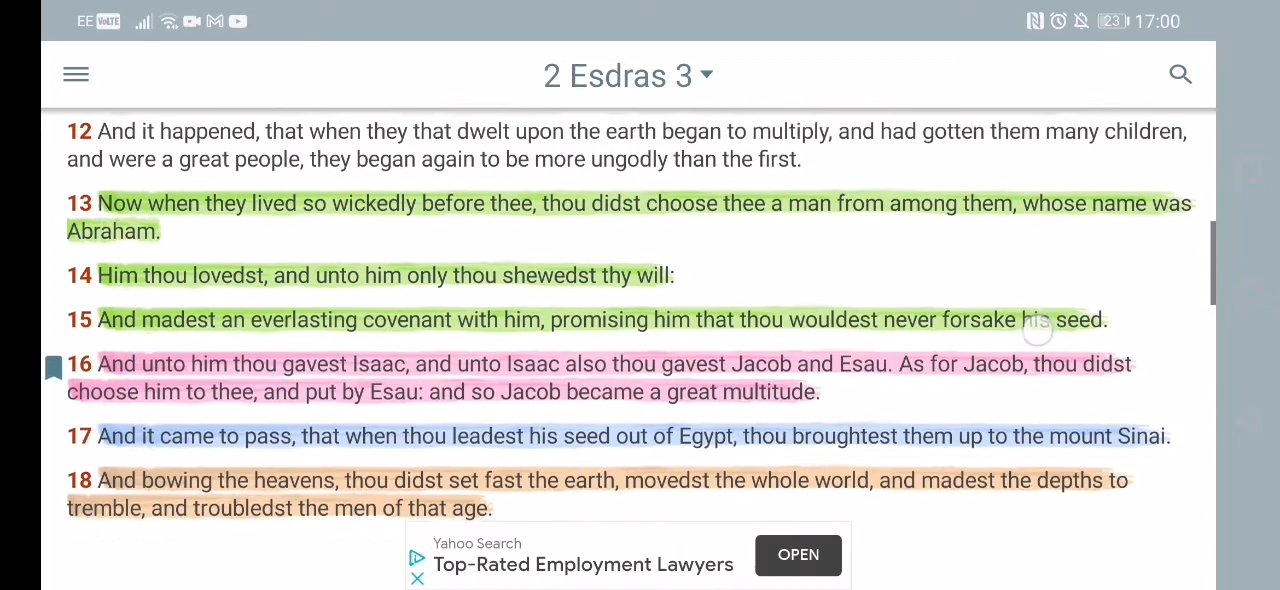 EE VoLTE 23 17:00
2 Esdras 3
12 And it happened, that when they that dwelt upon the earth began to multiply, and had gotten them many children,
and were a great people, they began again to be more ungodly than the first.
13 Now when they lived so wickedly before thee, thou didst choose thee a man from among them, whose name was
Abraham.
14 Him thou lovedst, and unto him only thou shewedst thy will:
15 And madest an everlasting covenant with him, promising him that thou wouldest never forsake his seed.
16 And unto him thou gavest Isaac, and unto Isaac also thou gavest Jacob and Esau. As for Jacob, thou didst
choose him to thee, and put by Esau: and so Jacob became a great multitude.
17 And it came to pass, that when thou leadest his seed out of Egypt, thou broughtest them up to the mount Sinai.
18 And bowing the heavens, thou didst set fast the earth, movedst the whole world, and madest the depths to
tremble, and troubledst the men of that age.
Yahoo Search
Top-Rated Employment Lawyers
OPEN